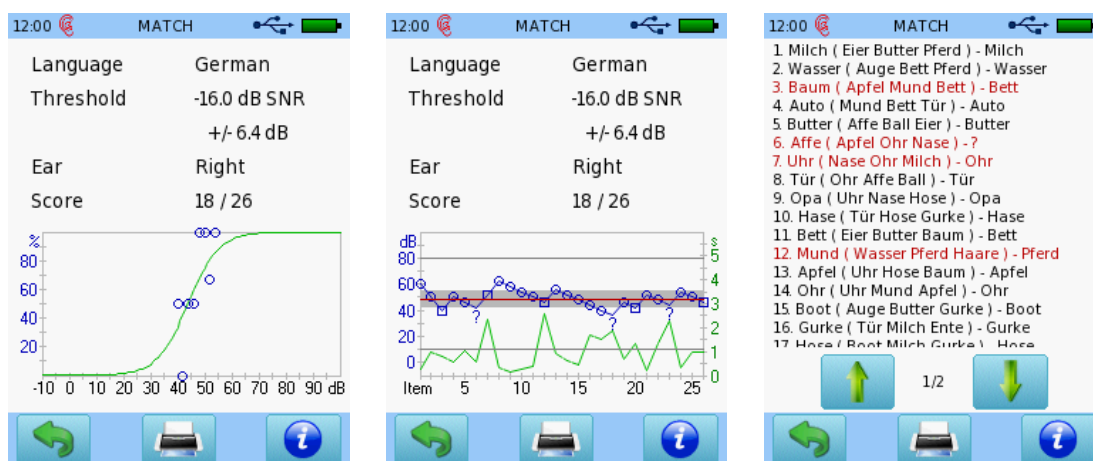 12:00 MATCH
Language German
Threshold -16.0 dB SNR
+/- 6.4 dB
Ear Right
Score 18 / 26
%
80
60
40
20
-10 0 10 20 30 40 50 60 70 80 90 dB
12:00 MATCH
Language German
Threshold -16.0 dB SNR
+/- 6.4 dB
Ear Right
Score 18 / 26
dB s
80 5
60 4
40 3
20 2
0 1
0
? ? ?
Item 5 10 15 20 25
12:00 MATCH
1. Milch ( Eier Butter Pferd ) - Milch
2. Wasser ( Auge Bett Pferd ) - Wasser
3. Baum ( Apfel Mund Bett ) - Bett
4. Auto ( Mund Bett Tür ) - Auto
5. Butter ( Affe Ball Eier ) - Butter
6. Affe ( Apfel Ohr Nase ) - ?
7. Uhr ( Nase Ohr Milch ) - Ohr
8. Tür ( Ohr Affe Ball ) - Tür
9. Opa ( Uhr Nase Hose ) - Opa
10. Hase ( Tür Hose Gurke ) - Hase
11. Bett ( Eier Butter Baum ) - Bett
12. Mund ( Wasser Pferd Haare ) - Pferd
13. Apfel ( Uhr Hose Baum ) - Apfel
14. Ohr ( Uhr Mund Apfel ) - Ohr
15. Boot ( Auge Butter Gurke ) - Boot
16. Gurke ( Tür Milch Ente ) - Gurke
17. Hose ( Boot Milch Gurke ) - Hose
1/2
i
i
i